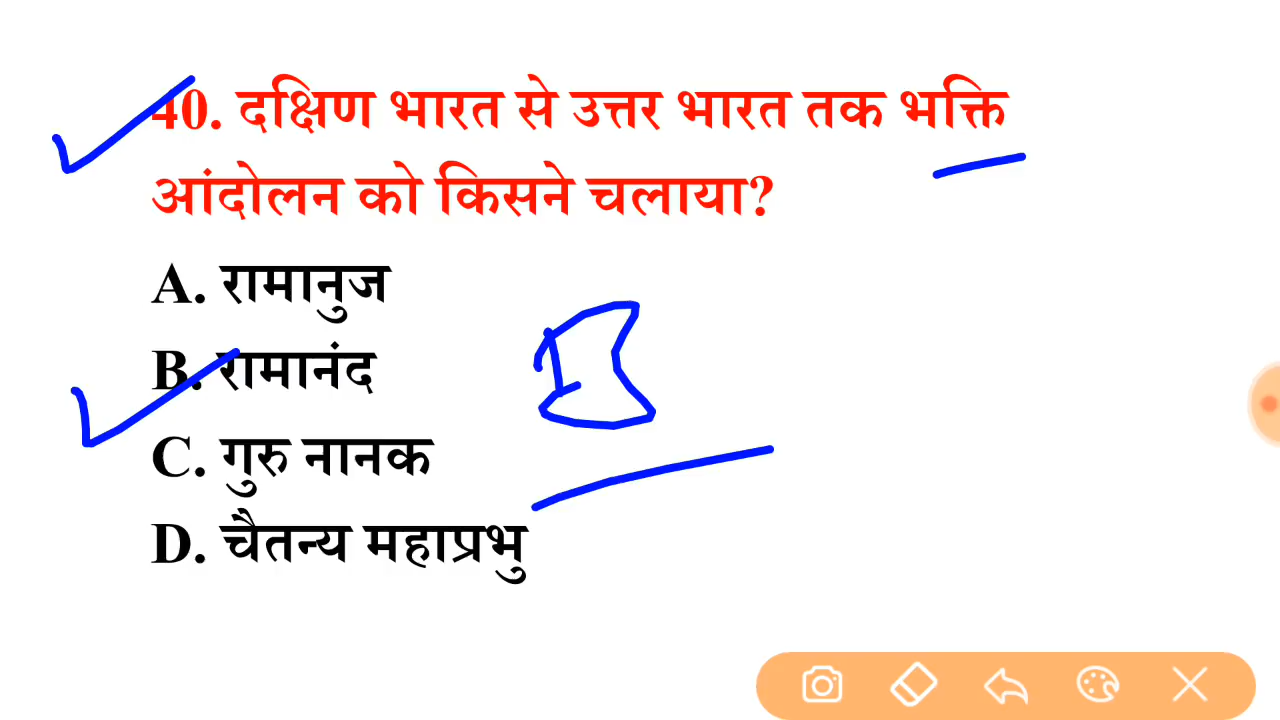 40. दक्षिण भारत से उत्तर भारत तक भक्ति
आंदोलन को किसने चलाया?
A. रामानुज
B. रामानंद
C. गुरु नानक
D. चैतन्य महाप्रभु